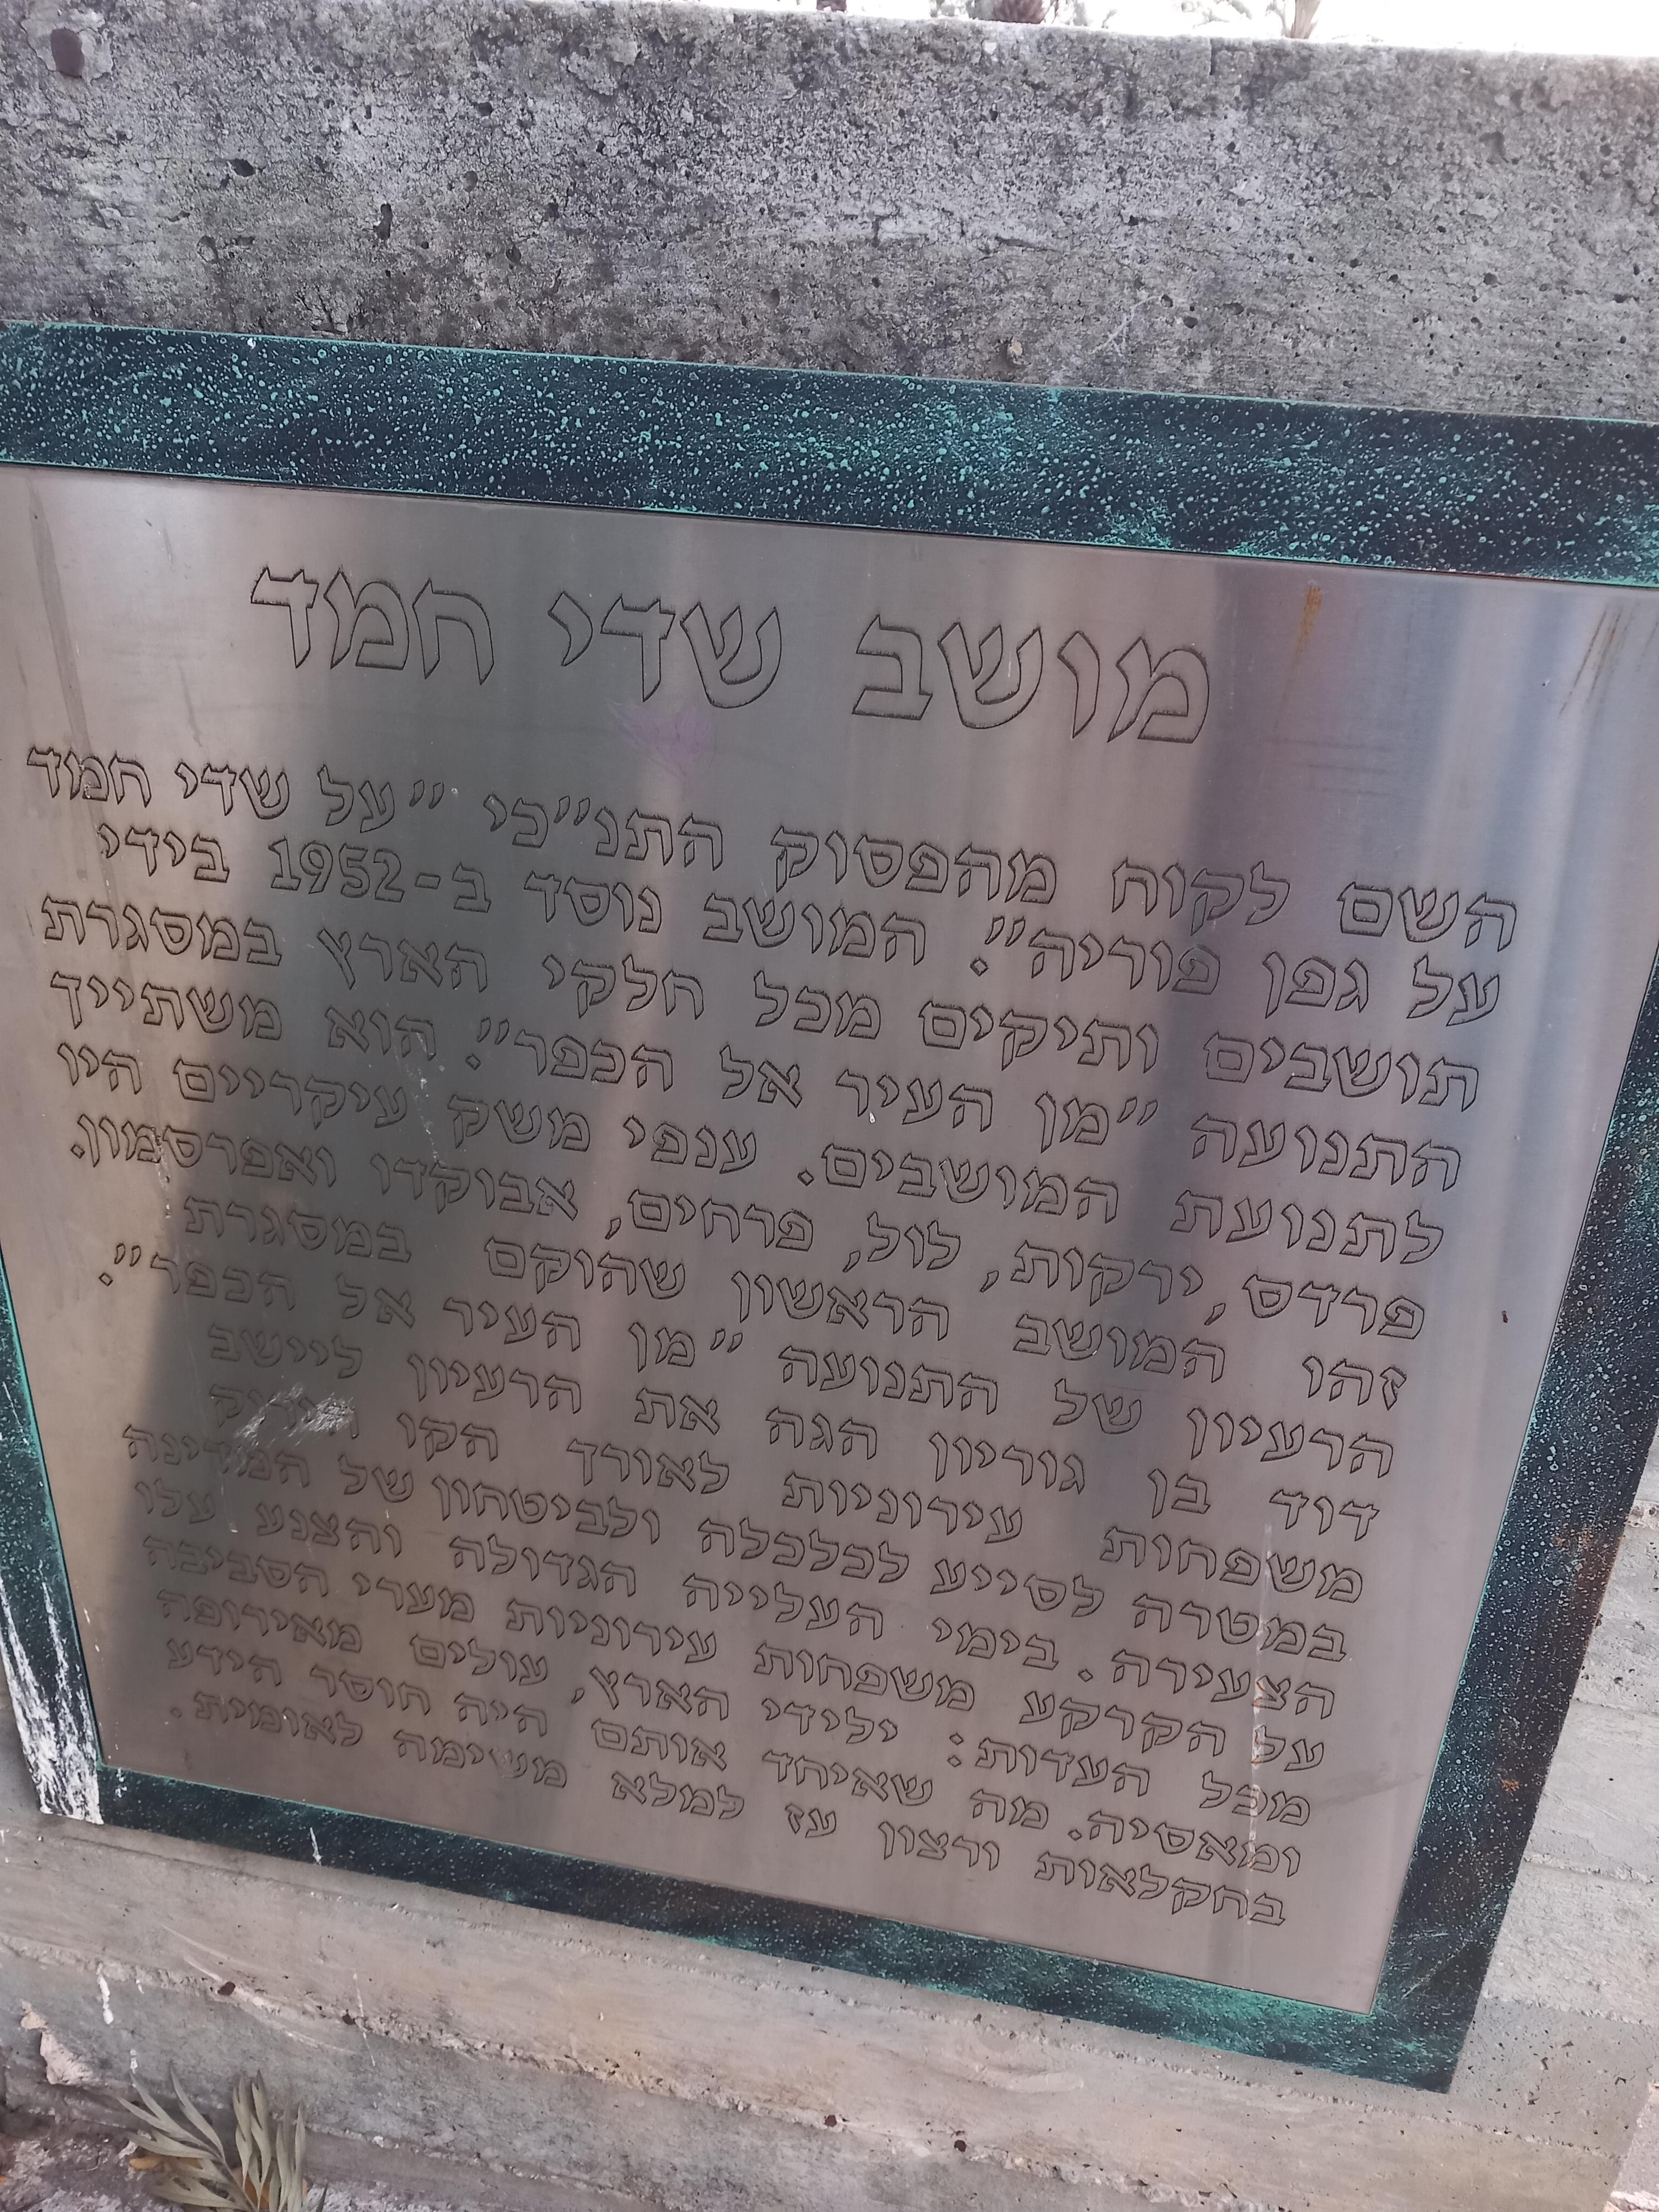 מושב שדי חמד
השם לקוח מהפסוק התנ״כי ״על שדי חמד
על גפן פוריה״. המושב נוסד ב-1952 בידי
תושבים ותיקים מכל חלקי הארץ במסגרת
התנועה ״מן העיר אל הכפר״. הוא משתייך
לתנועת המושבים. ענפי משק עיקריים היו
פרדס, ירקות, לול, פרחים, אבוקדו ואפרסמון.
זהו המושב הראשון שהוקם במסגרת
הרעיון של התנועה ״מן העיר אל הכפר״.
דוד בן גוריון הגה את הרעיון ליישב
משפחות עירוניות לאורך הקו הירוק
במטרה לסייע לכלכלה ולביטחון של המדינה
הצעירה. בימי העלייה הגדולה והצנע עלו
על הקרקע משפחות עירוניות מערי הסביבה
מכל העדות: ילידי הארץ, עולים מאירופה
ומאסיה. מה שאיחד אותם היה חוסר הידע
בחקלאות ורצון עז למלא משימה לאומית.